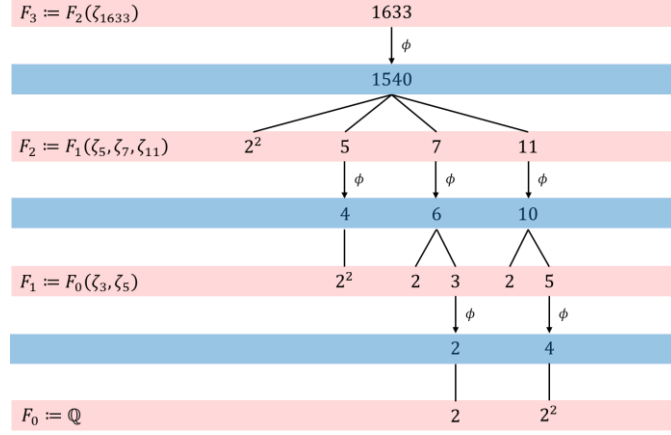 F₃ ≔ F₂(ζ₁₆₃₃) 1633
ϕ
1540
F₂ ≔ F₁(ζ₅, ζ₇, ζ₁₁) 2² 5 7 11
ϕ ϕ ϕ
4 6 10
F₁ ≔ F₀(ζ₃, ζ₅) 2² 2 3 2 5
ϕ ϕ
2 4
F₀ ≔ ℚ 2 2²